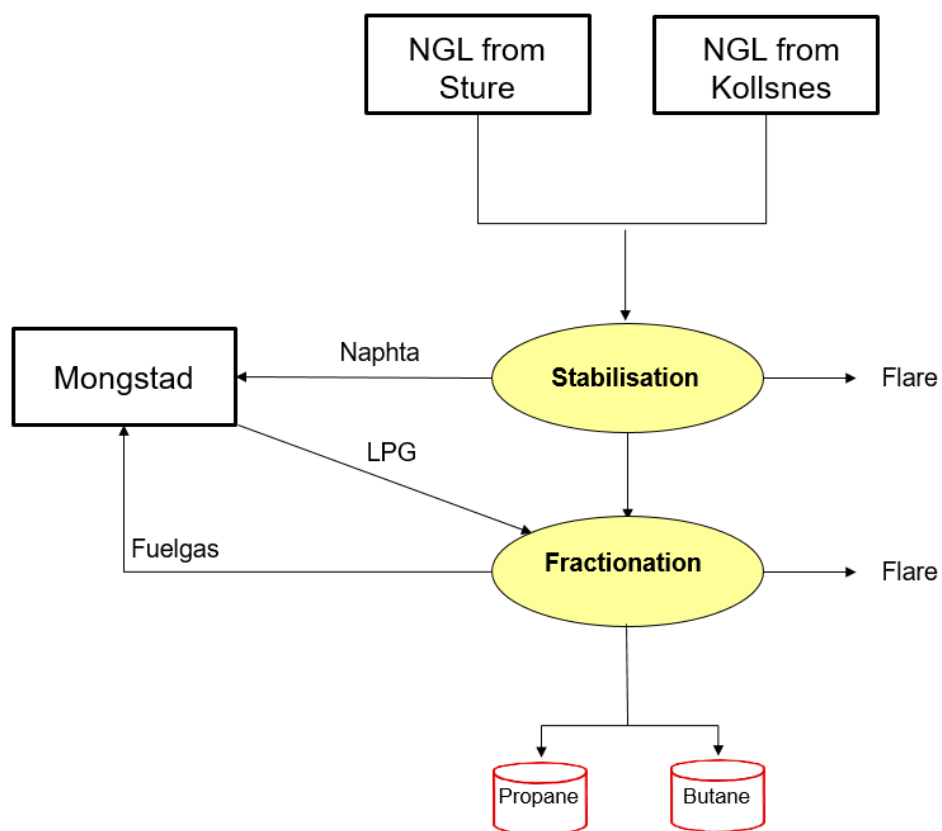 NGL from
Sture
NGL from
Kollsnes
Naphta
Mongstad
Stabilisation
Flare
LPG
Fuelgas
Fractionation
Flare
Propane
Butane